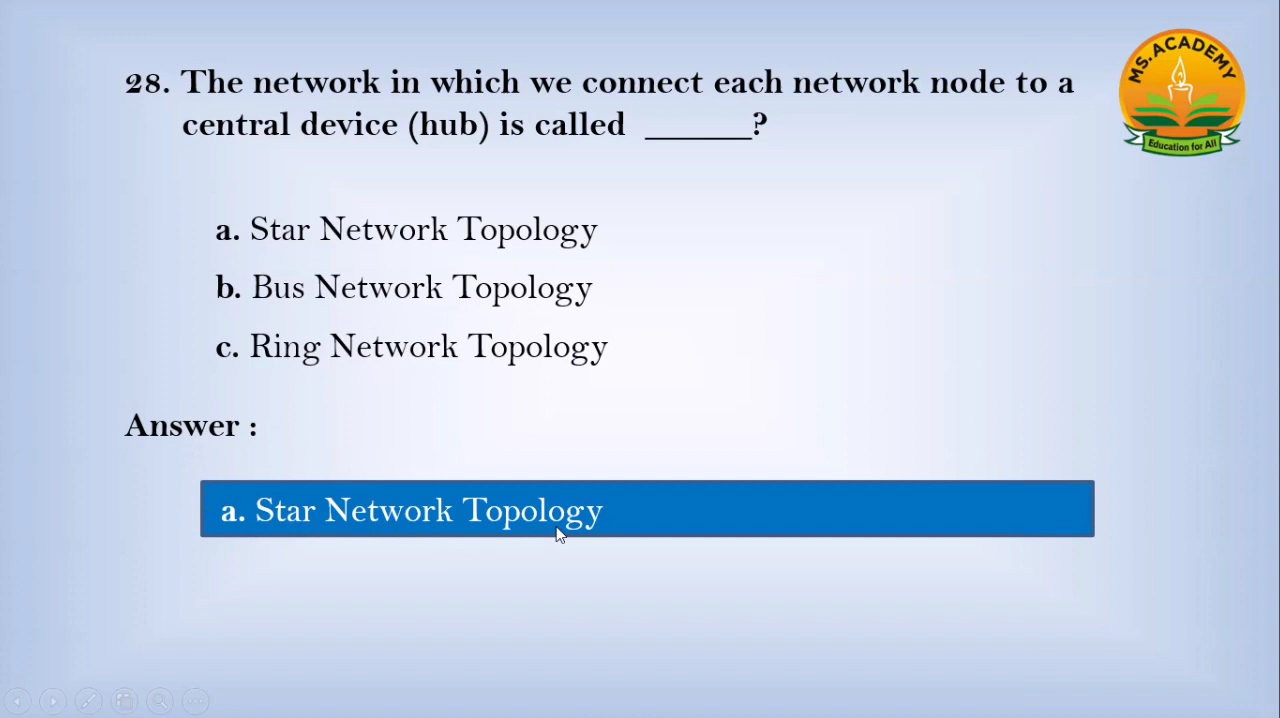 28. The network in which we connect each network node to a
central device (hub) is called ______?
MS.ACADEMY
Education for All
a. Star Network Topology
b. Bus Network Topology
c. Ring Network Topology
Answer :
a. Star Network Topology